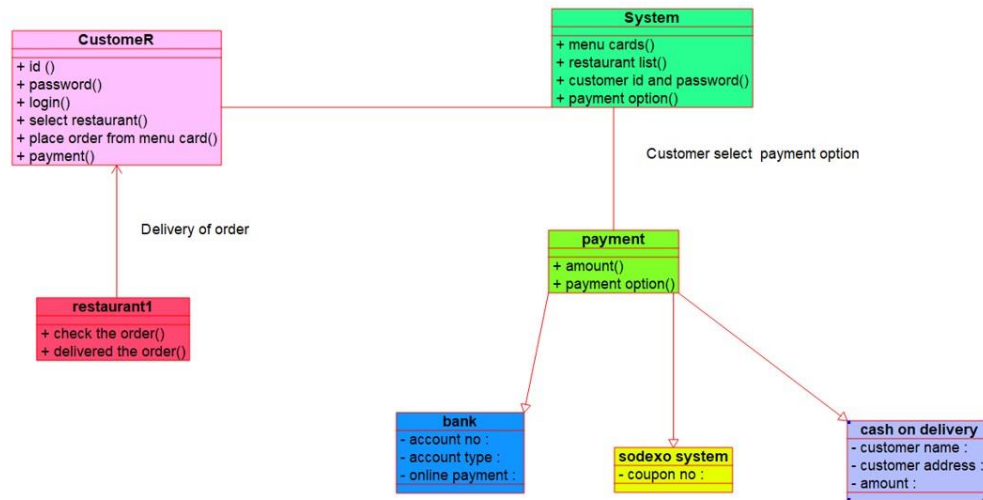 System
+ menu cards()
+ restaurant list()
+ customer id and password()
+ payment option()
CustomeR
+ id ()
+ password()
+ login()
+ select restaurant()
+ place order from menu card()
+ payment()
Customer select  payment option
Delivery of order
payment
+ amount()
+ payment option()
restaurant1
+ check the order()
+ delivered the order()
bank
- account no :
- account type :
- online payment :
sodexo system
- coupon no :
cash on delivery
- customer name :
- customer address :
- amount :